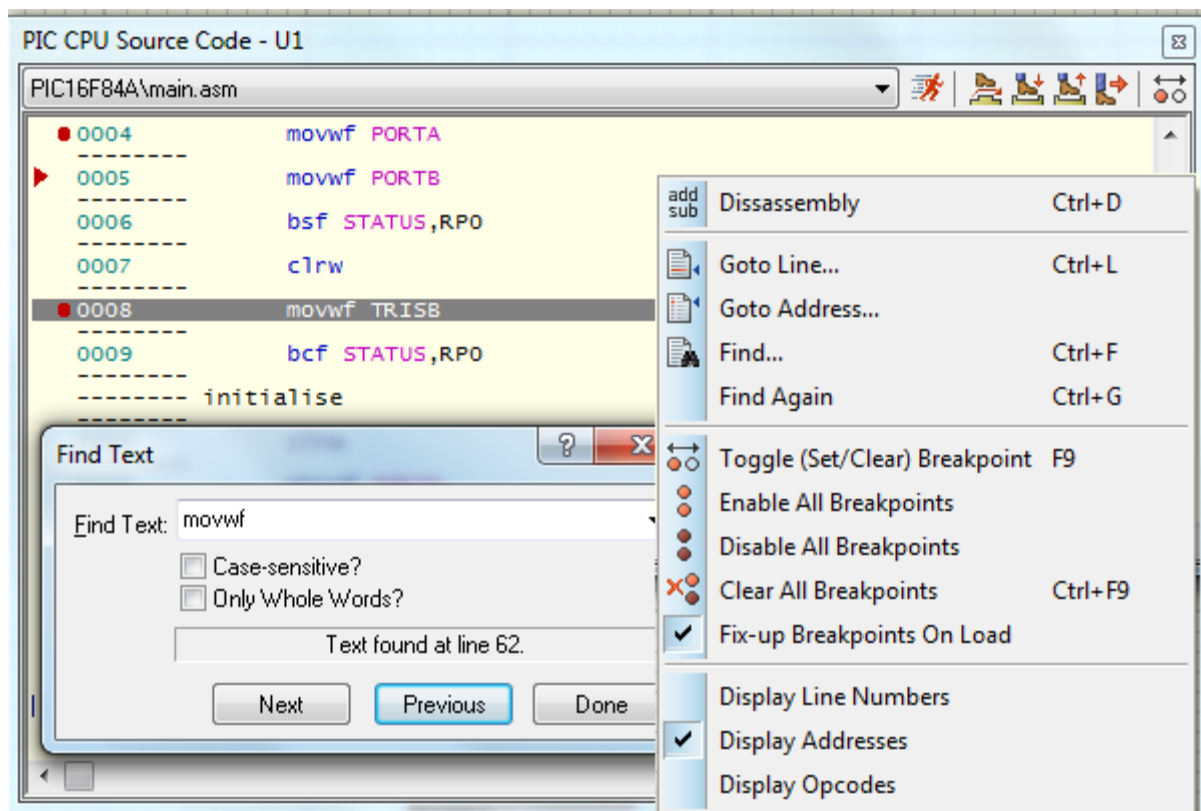 PIC CPU Source Code - U1
PIC16F84A\main.asm
0004 movwf PORTA
--------
0005 movwf PORTB
--------
0006 bsf STATUS,RP0
--------
0007 clrw
--------
0008 movwf TRISB
--------
0009 bcf STATUS,RP0
--------
-------- initialise
--------
Find Text
Find Text: movwf
Case-sensitive?
Only Whole Words?
Text found at line 62.
Next Previous Done
add sub Dissassembly Ctrl+D
Goto Line... Ctrl+L
Goto Address...
Find... Ctrl+F
Find Again Ctrl+G
Toggle (Set/Clear) Breakpoint F9
Enable All Breakpoints
Disable All Breakpoints
Clear All Breakpoints Ctrl+F9
Fix-up Breakpoints On Load
Display Line Numbers
Display Addresses
Display Opcodes